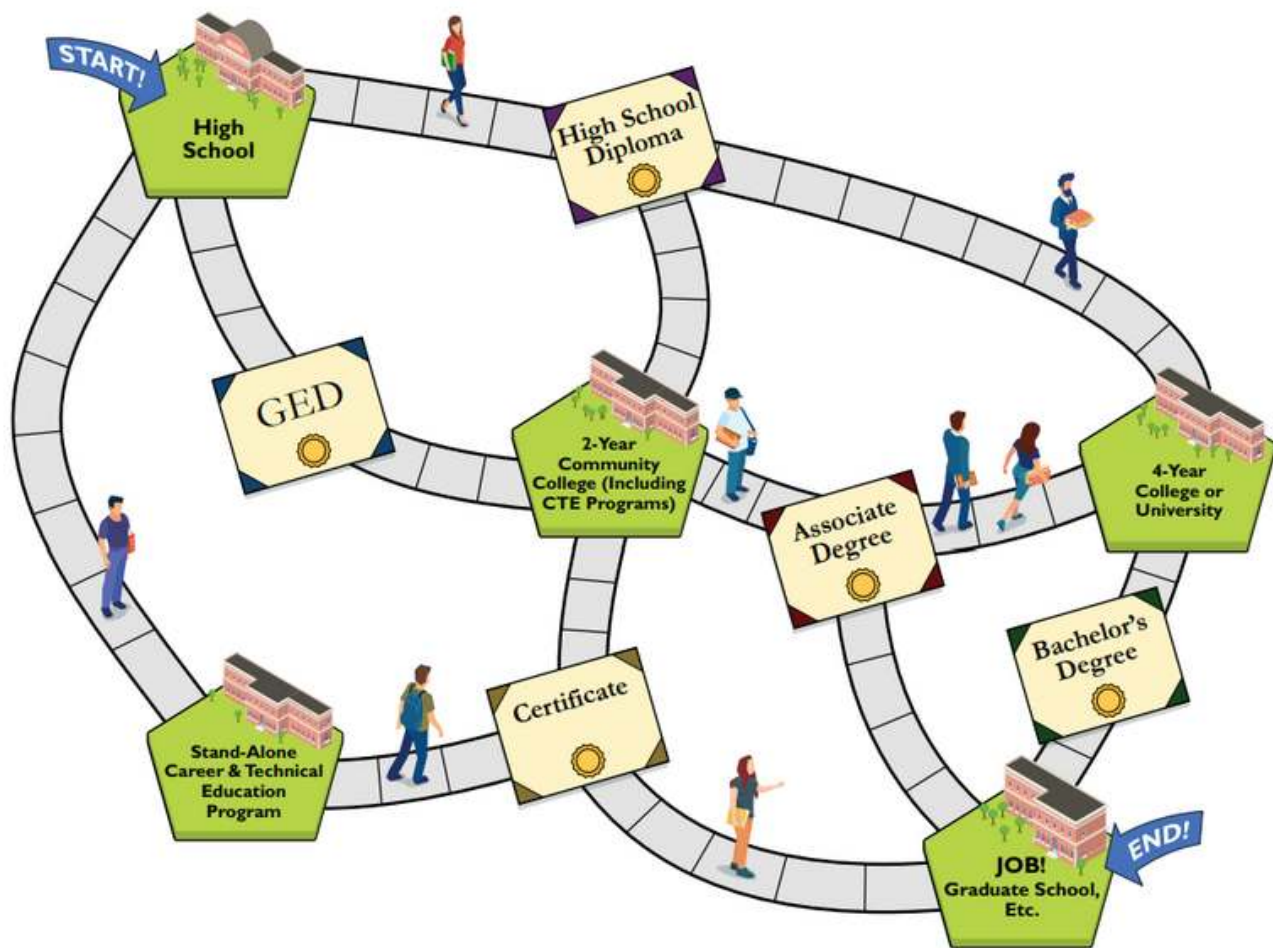 START!
High
School
High School
Diploma
GED
2-Year
Community
College (Including
CTE Programs)
Associate
Degree
4-Year
College or
University
Bachelor's
Degree
Certificate
Stand-Alone
Career & Technical
Education
Program
JOB!
Graduate School,
Etc.
END!